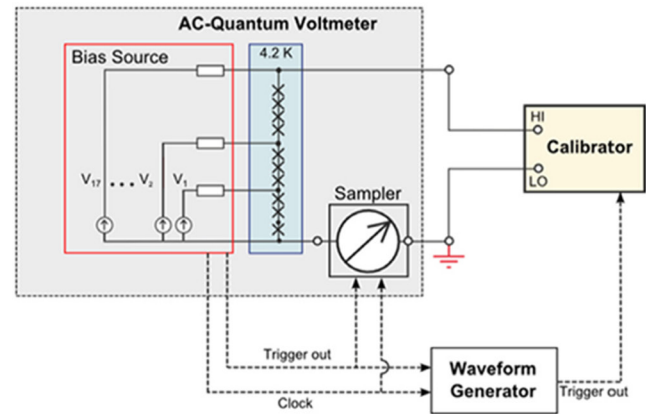 AC-Quantum Voltmeter
Bias Source
4.2 K
HI
Calibrator
LO
V17 • • • V2 V1
Sampler
Trigger out
Clock
Waveform
Generator
Trigger out